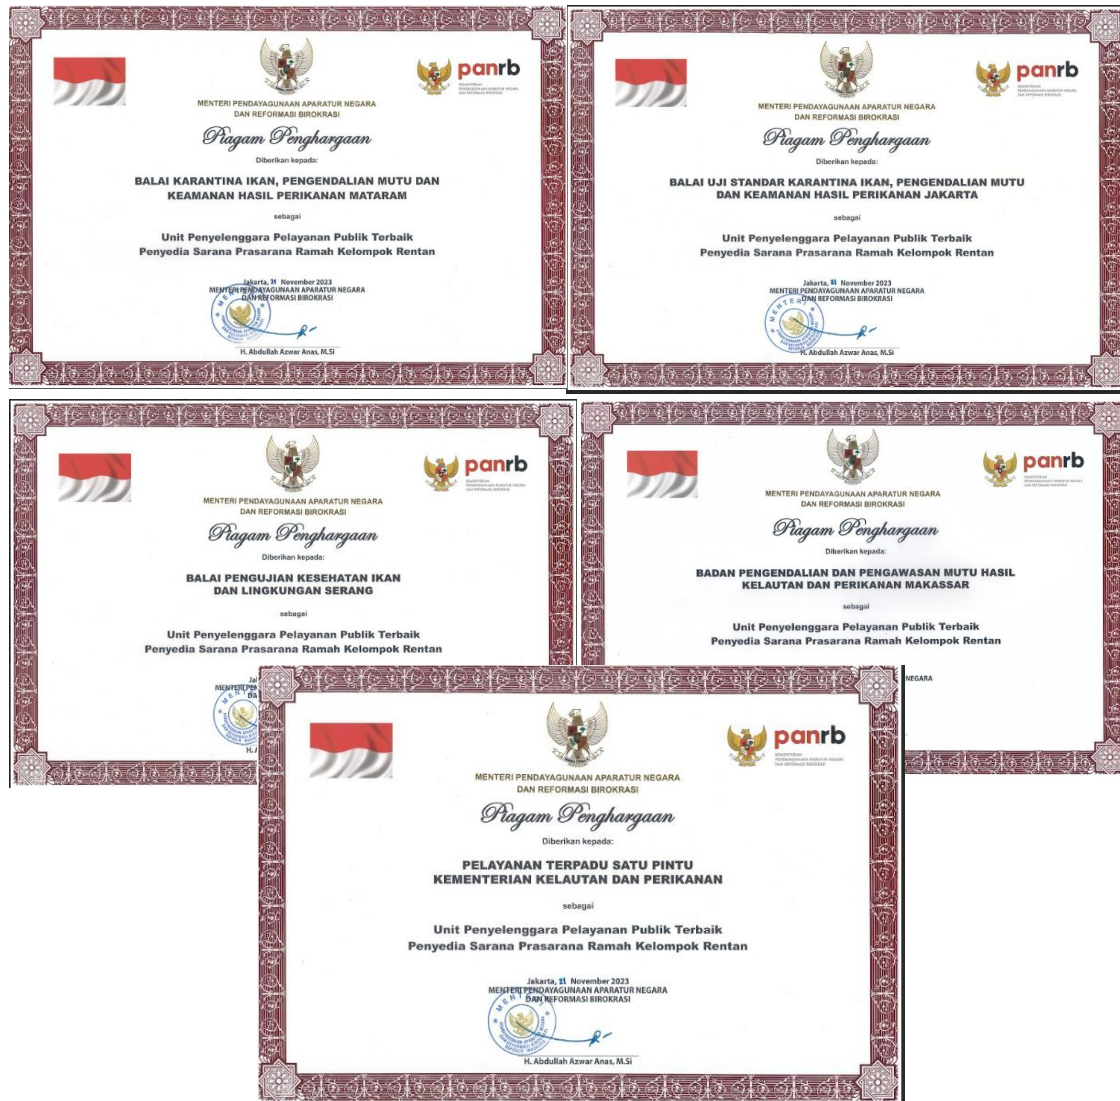 panrb
MENTERI PENDAYAGUNAAN APARATUR NEGARA
DAN REFORMASI BIROKRASI
Piagam Penghargaan
Diberikan kepada:
BALAI KARANTINA IKAN, PENGENDALIAN MUTU DAN
KEAMANAN HASIL PERIKANAN MATARAM
sebagai
Unit Penyelenggara Pelayanan Publik Terbaik
Penyedia Sarana Prasarana Ramah Kelompok Rentan
Jakarta, 21 November 2023
MENTERI PENDAYAGUNAAN APARATUR NEGARA
DAN REFORMASI BIROKRASI
MENTERI
H. Abdullah Azwar Anas, M.Si
panrb
MENTERI PENDAYAGUNAAN APARATUR NEGARA
DAN REFORMASI BIROKRASI
Piagam Penghargaan
Diberikan kepada:
BALAI UJI STANDAR KARANTINA IKAN, PENGENDALIAN MUTU
DAN KEAMANAN HASIL PERIKANAN JAKARTA
sebagai
Unit Penyelenggara Pelayanan Publik Terbaik
Penyedia Sarana Prasarana Ramah Kelompok Rentan
Jakarta, 21 November 2023
MENTERI PENDAYAGUNAAN APARATUR NEGARA
DAN REFORMASI BIROKRASI
MENTERI
H. Abdullah Azwar Anas, M.Si
panrb
MENTERI PENDAYAGUNAAN APARATUR NEGARA
DAN REFORMASI BIROKRASI
Piagam Penghargaan
Diberikan kepada:
BALAI PENGUJIAN KESEHATAN IKAN
DAN LINGKUNGAN SERANG
sebagai
Unit Penyelenggara Pelayanan Publik Terbaik
Penyedia Sarana Prasarana Ramah Kelompok Rentan
panrb
MENTERI PENDAYAGUNAAN APARATUR NEGARA
DAN REFORMASI BIROKRASI
Piagam Penghargaan
Diberikan kepada:
BADAN PENGENDALIAN DAN PENGAWASAN MUTU HASIL
KELAUTAN DAN PERIKANAN MAKASSAR
sebagai
Unit Penyelenggara Pelayanan Publik Terbaik
Penyedia Sarana Prasarana Ramah Kelompok Rentan
NEGARA
panrb
KEMENTERIAN
PENDAYAGUNAAN APARATUR NEGARA
DAN REFORMASI BIROKRASI
MENTERI PENDAYAGUNAAN APARATUR NEGARA
DAN REFORMASI BIROKRASI
Piagam Penghargaan
Diberikan kepada:
PELAYANAN TERPADU SATU PINTU
KEMENTERIAN KELAUTAN DAN PERIKANAN
sebagai
Unit Penyelenggara Pelayanan Publik Terbaik
Penyedia Sarana Prasarana Ramah Kelompok Rentan
Jakarta, 21 November 2023
MENTERI PENDAYAGUNAAN APARATUR NEGARA
DAN REFORMASI BIROKRASI
MENTERI
H. Abdullah Azwar Anas, M.Si